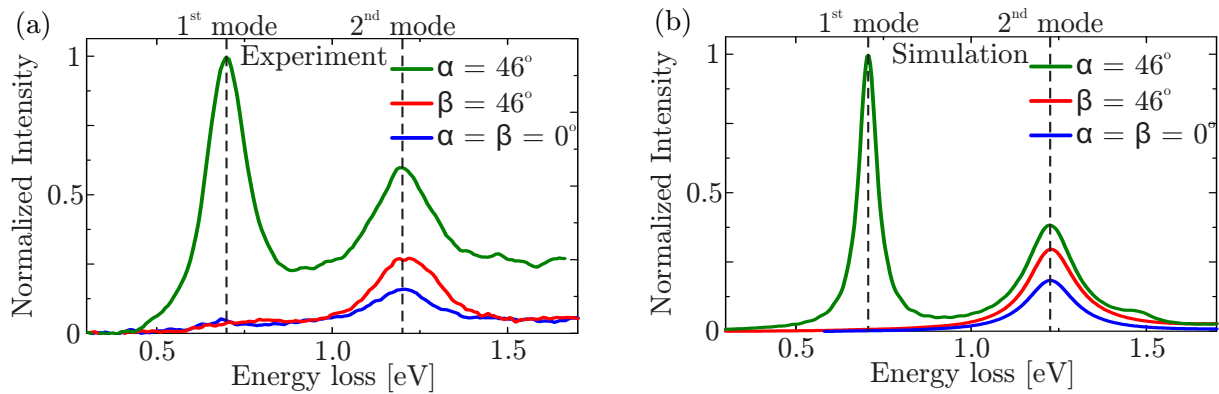 (a)
1st mode 2nd mode
Experiment
α = 46°
β = 46°
α = β = 0°
1
0.5
0
Normalized Intensity
0.5 1.0 1.5
Energy loss [eV]
(b)
1st mode 2nd mode
Simulation
α = 46°
β = 46°
α = β = 0°
1
0.5
0
Normalized Intensity
0.5 1.0 1.5
Energy loss [eV]